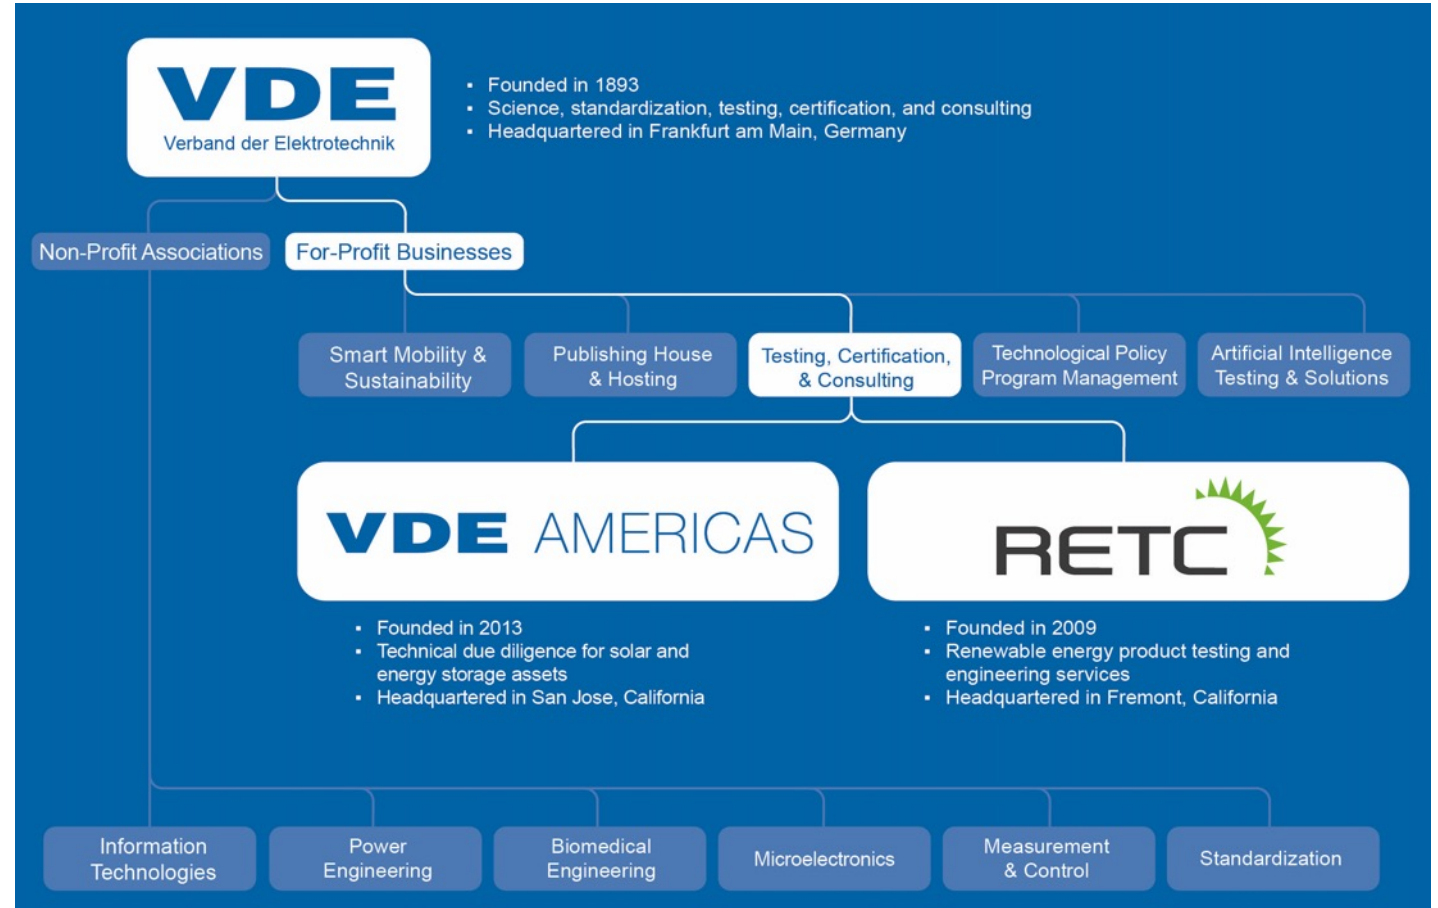 VDE
Verband der Elektrotechnik
▪ Founded in 1893
▪ Science, standardization, testing, certification, and consulting
▪ Headquartered in Frankfurt am Main, Germany
Non-Profit Associations
For-Profit Businesses
Smart Mobility &
Sustainability
Publishing House
& Hosting
Testing, Certification,
& Consulting
Technological Policy
Program Management
Artificial Intelligence
Testing & Solutions
VDE AMERICAS
▪ Founded in 2013
▪ Technical due diligence for solar and
energy storage assets
▪ Headquartered in San Jose, California
RETC
▪ Founded in 2009
▪ Renewable energy product testing and
engineering services
▪ Headquartered in Fremont, California
Information
Technologies
Power
Engineering
Biomedical
Engineering
Microelectronics
Measurement
& Control
Standardization